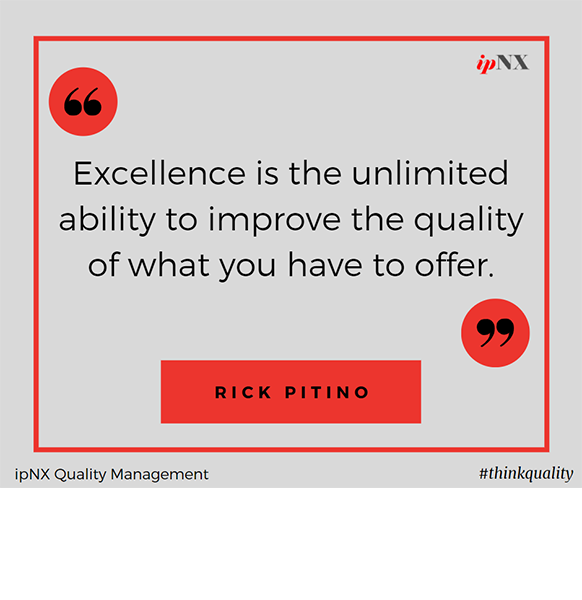 ipNX
“
Excellence is the unlimited
ability to improve the quality
of what you have to offer.
”
RICK PITINO
ipNX Quality Management
#thinkquality